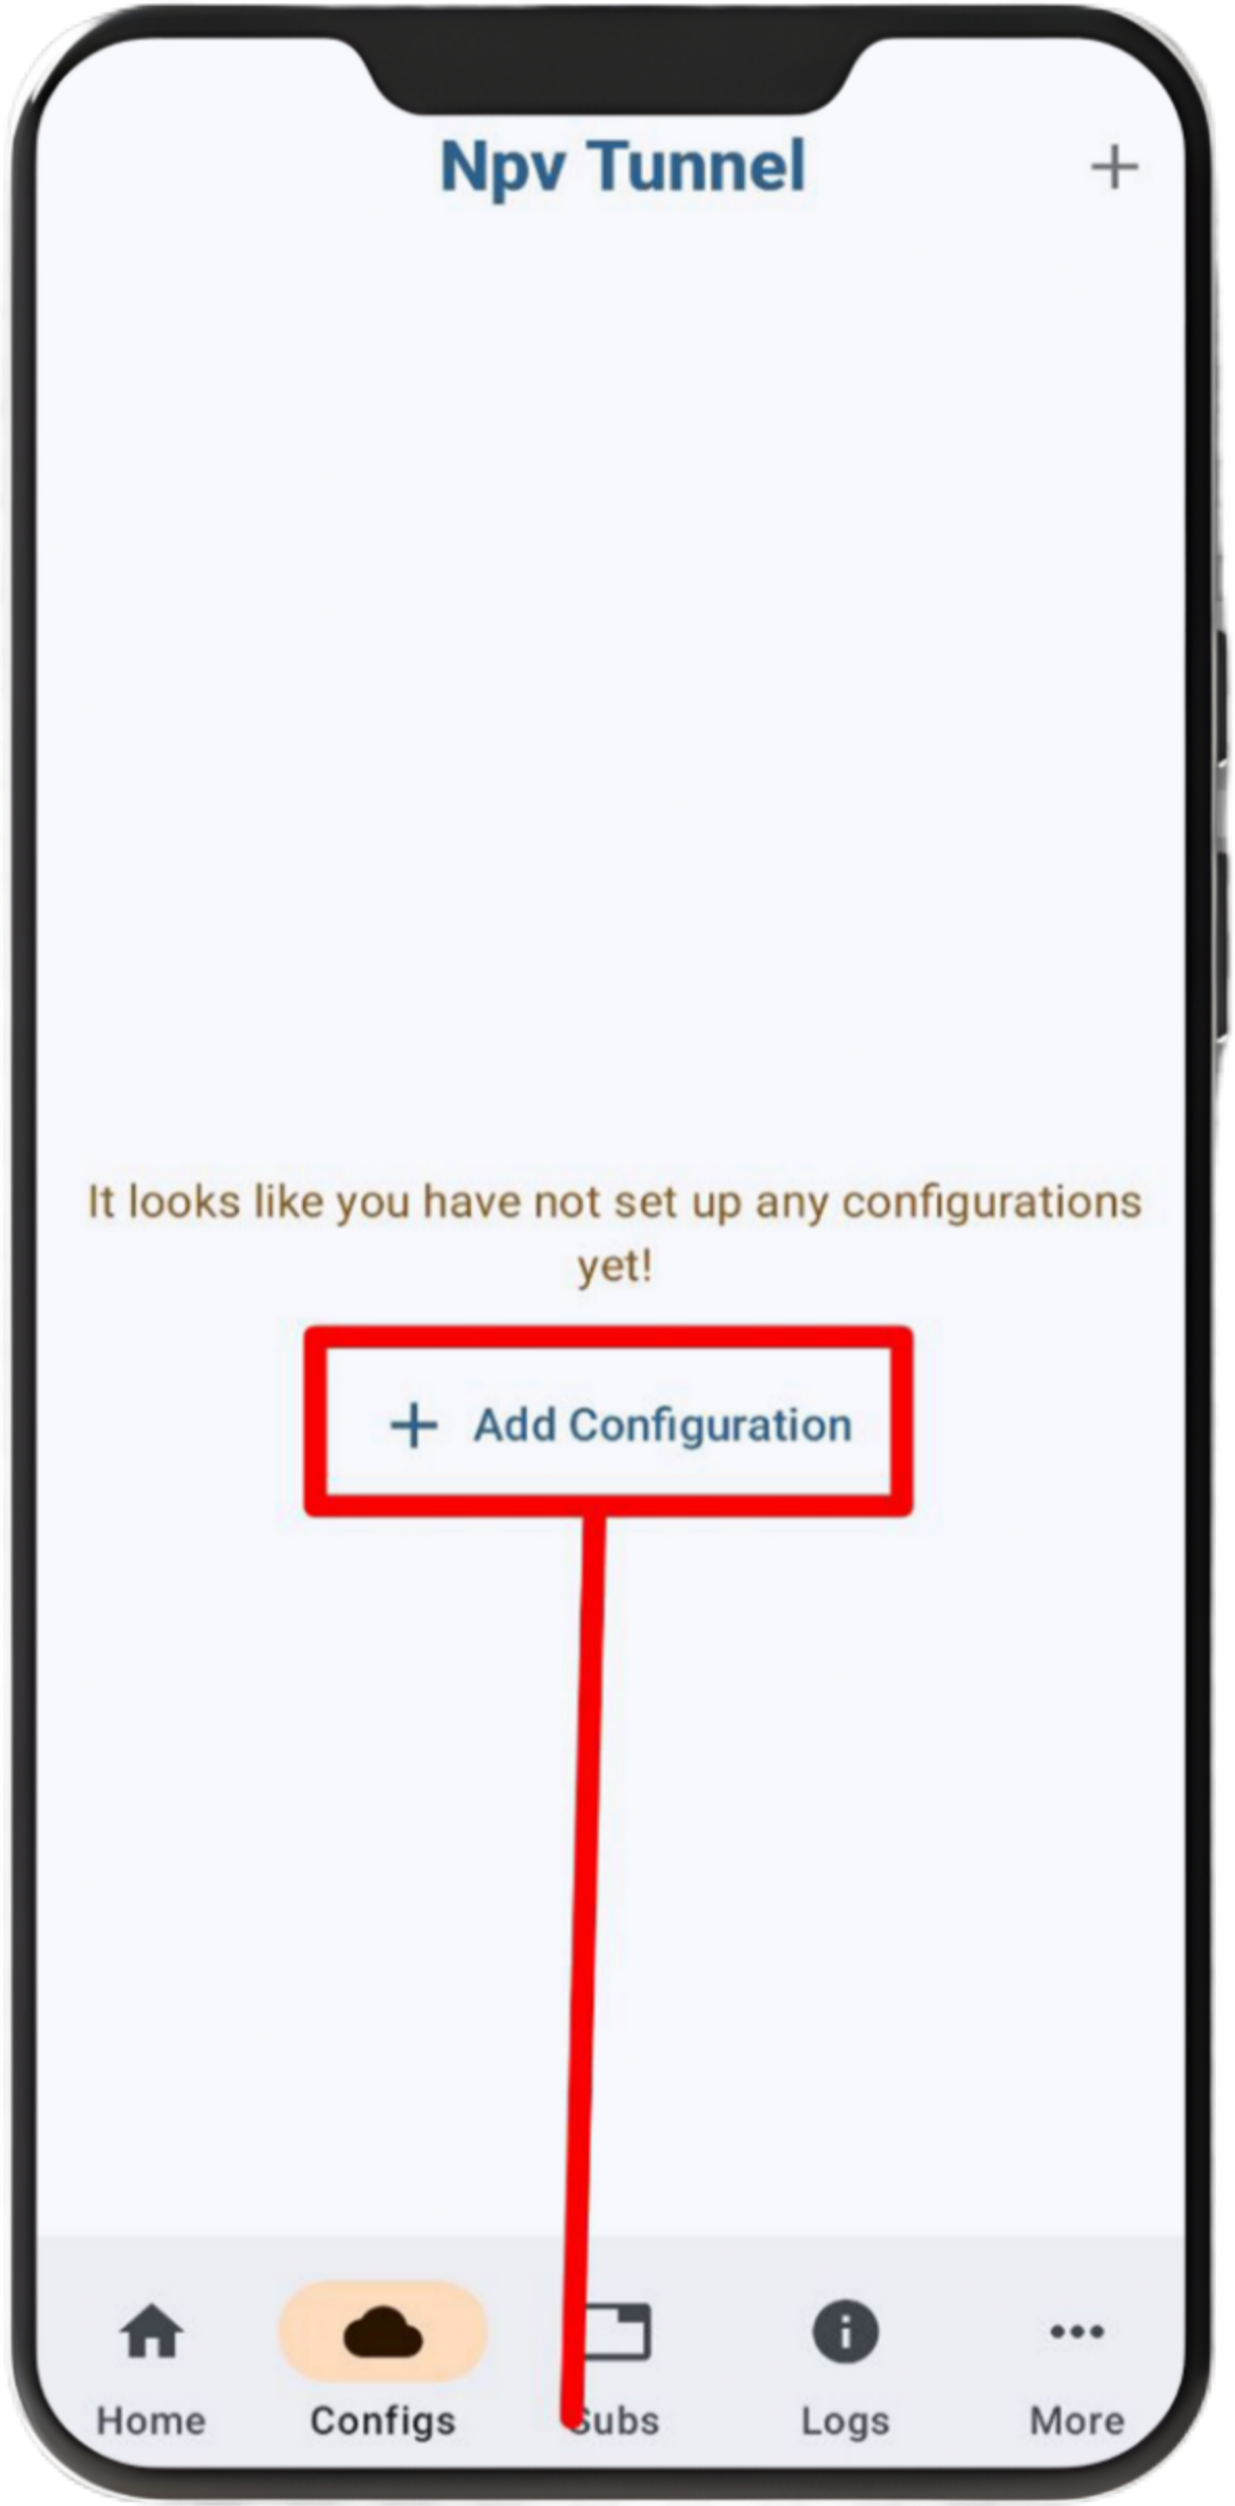 Npv Tunnel
It looks like you have not set up any configurations
yet!
+ Add Configuration
Home
Configs
Subs
Logs
More